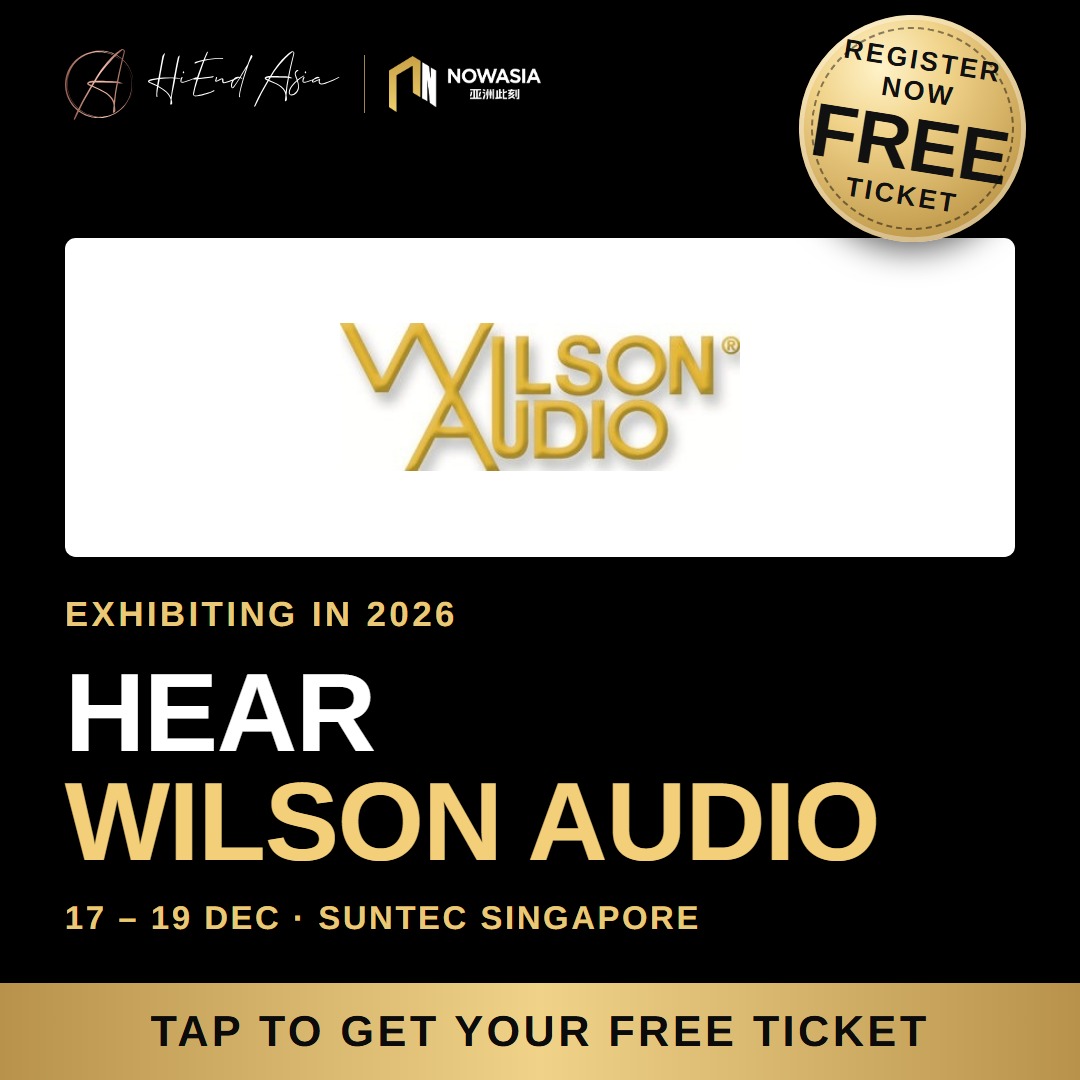 HiEnd Asia
NOWASIA
亚洲此刻
REGISTER
NOW
FREE
TICKET
WILSON®
AUDIO
EXHIBITING IN 2026
HEAR
WILSON AUDIO
17 – 19 DEC · SUNTEC SINGAPORE
TAP TO GET YOUR FREE TICKET